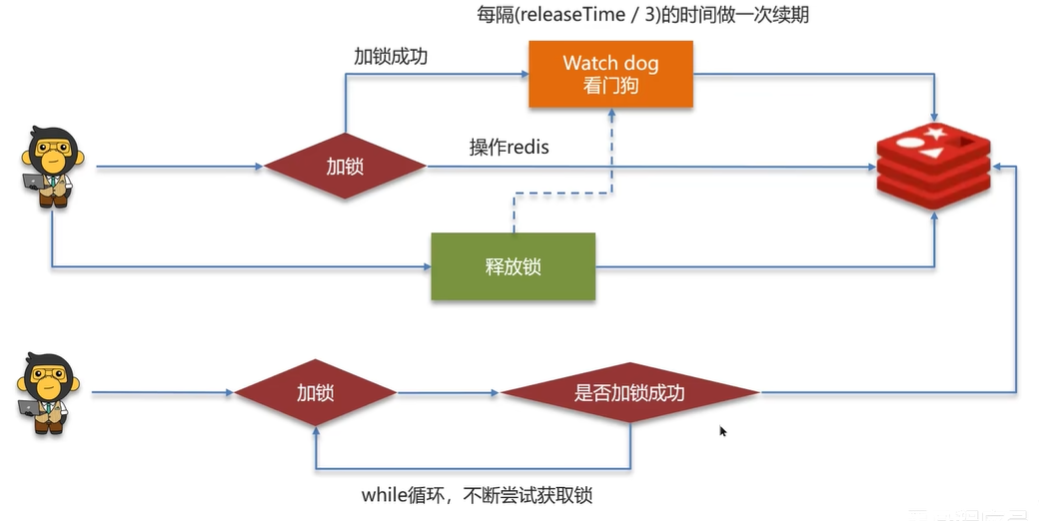 每隔(releaseTime / 3)的时间做一次续期
加锁成功
Watch dog
看门狗
加锁
操作redis
释放锁
加锁
是否加锁成功
while循环，不断尝试获取锁